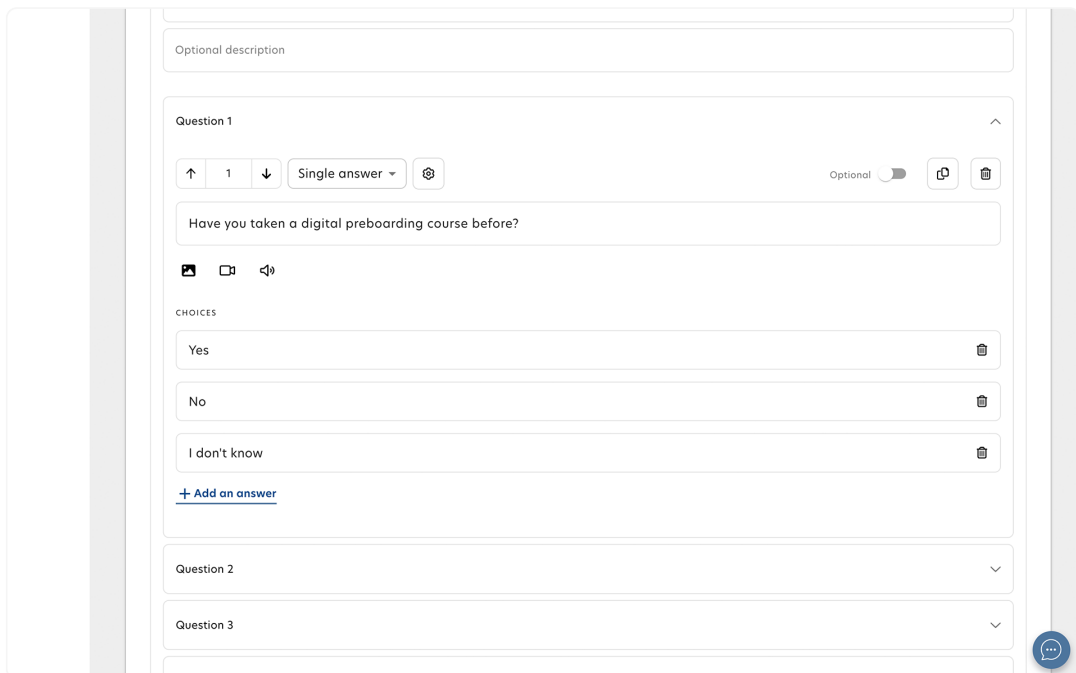 Optional description
Question 1
1
Single answer
Optional
Have you taken a digital preboarding course before?
CHOICES
Yes
No
I don't know
+ Add an answer
Question 2
Question 3